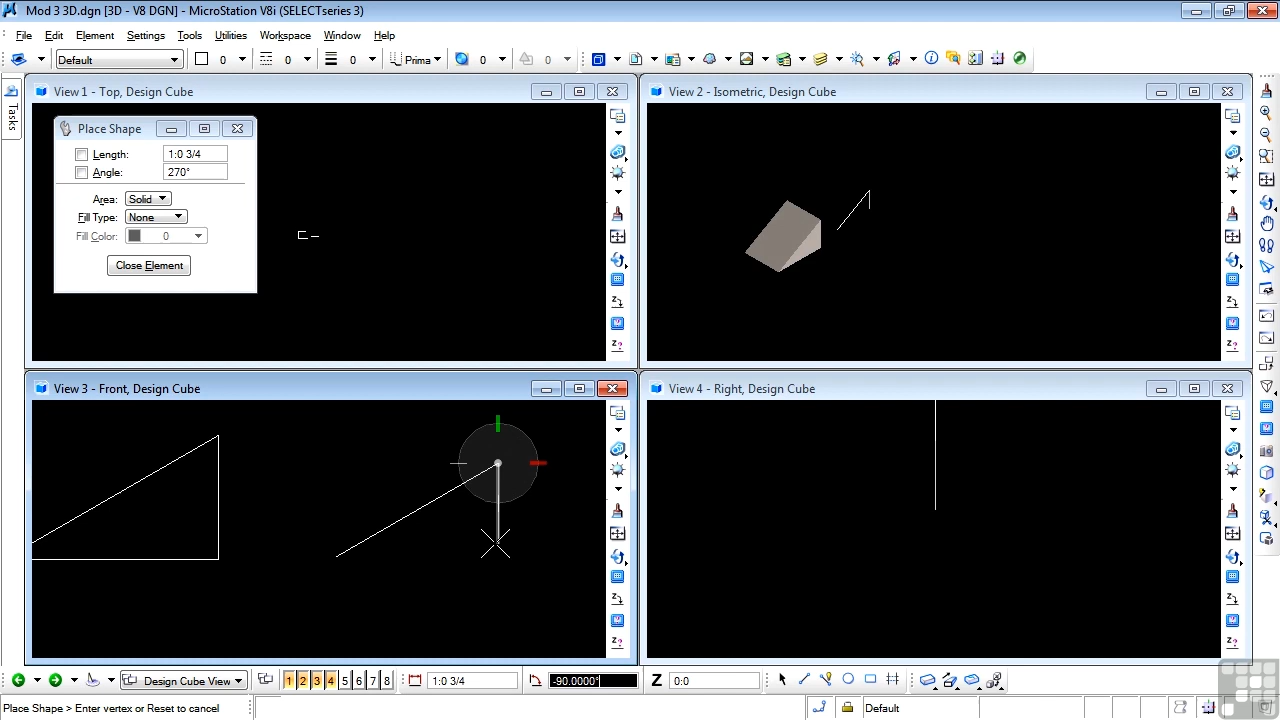 Mod 3 3D.dgn [3D - V8 DGN] - MicroStation V8i (SELECTseries 3)
File Edit Element Settings Tools Utilities Workspace Window Help
Default 0 0 0 Prima 0 0
Tasks
View 1 - Top, Design Cube
View 2 - Isometric, Design Cube
Place Shape
Length: 1:0 3/4
Angle: 270°
Area: Solid
Fill Type: None
Fill Color: 0
Close Element
View 3 - Front, Design Cube
View 4 - Right, Design Cube
Design Cube View 1 2 3 4 5 6 7 8 1:0 3/4 -90.0000° Z 0:0
Place Shape > Enter vertex or Reset to cancel Default